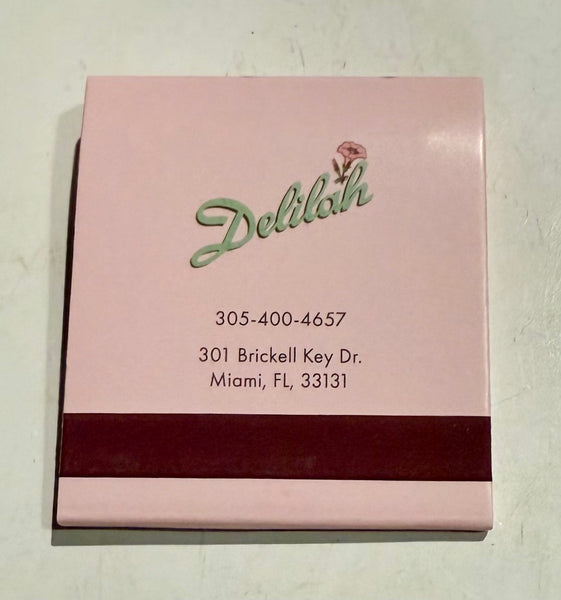 Delilah
305-400-4657
301 Brickell Key Dr.
Miami, FL, 33131